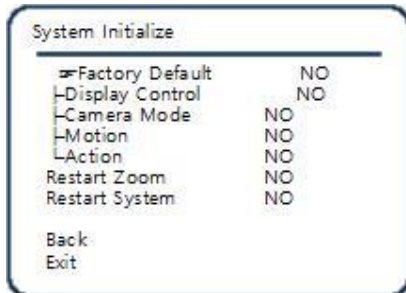 System Initialize
☞Factory Default NO
├Display Control NO
├Camera Mode NO
├Motion NO
└Action NO
Restart Zoom NO
Restart System NO
Back
Exit